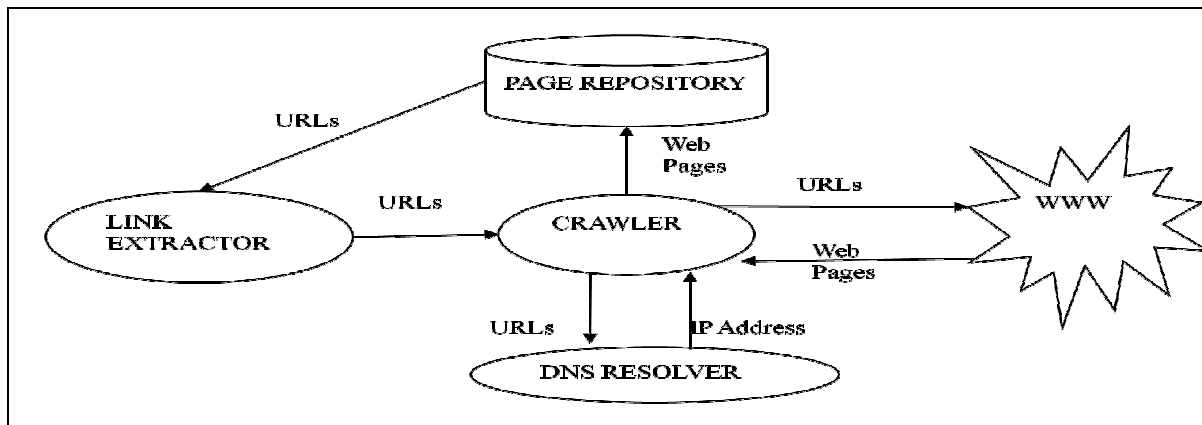 PAGE REPOSITORY
URLs
Web
Pages
URLs
URLs
WWW
LINK
EXTRACTOR
CRAWLER
Web
Pages
URLs
IP Address
DNS RESOLVER